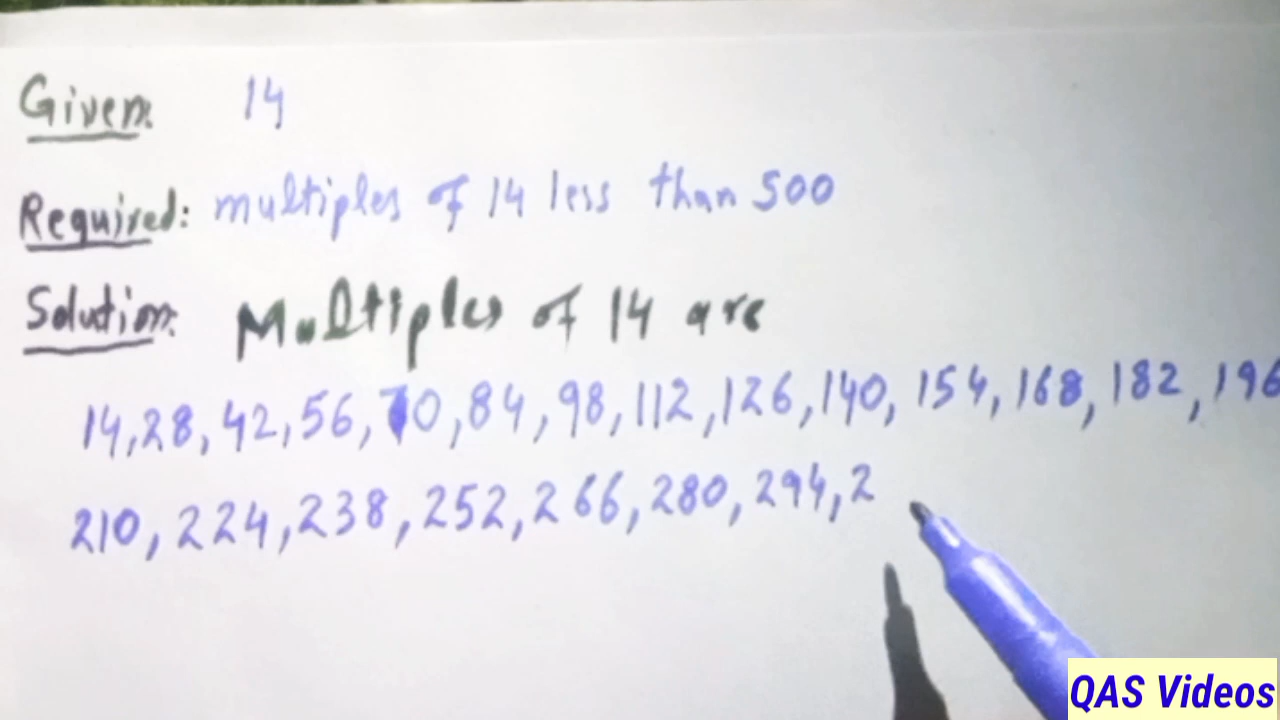 Given: 14
Required: multiples of 14 less than 500
Solution: Multiples of 14 are
14,28,42,56,70,84,98,112,126,140,154,168,182,196
210,224,238,252,266,280,294,2
QAS Videos